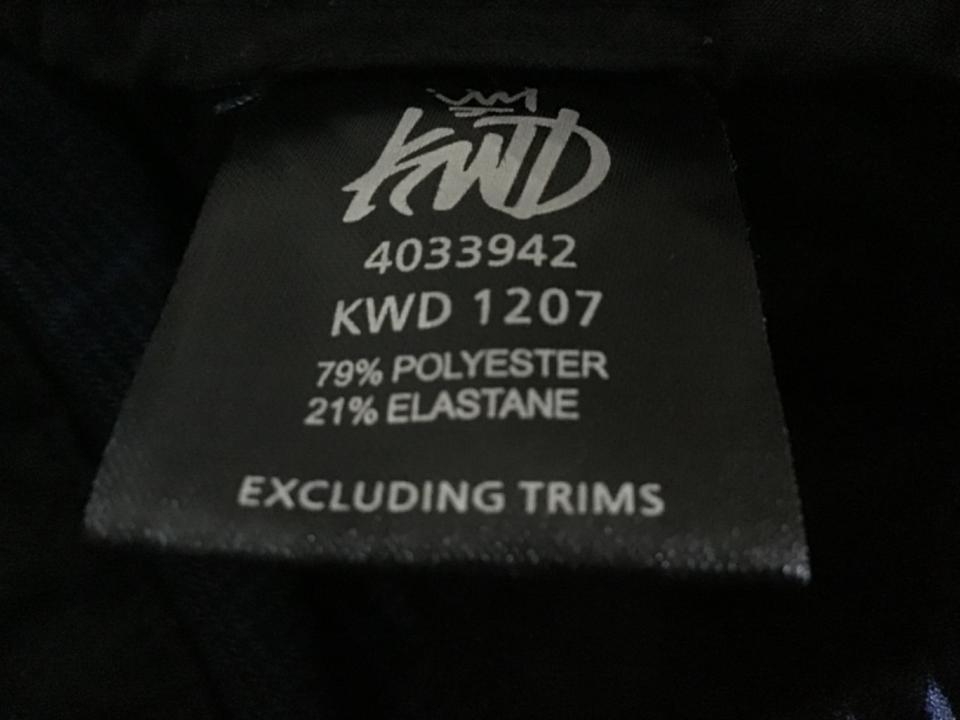 KWD
4033942
KWD 1207
79% POLYESTER
21% ELASTANE
EXCLUDING TRIMS